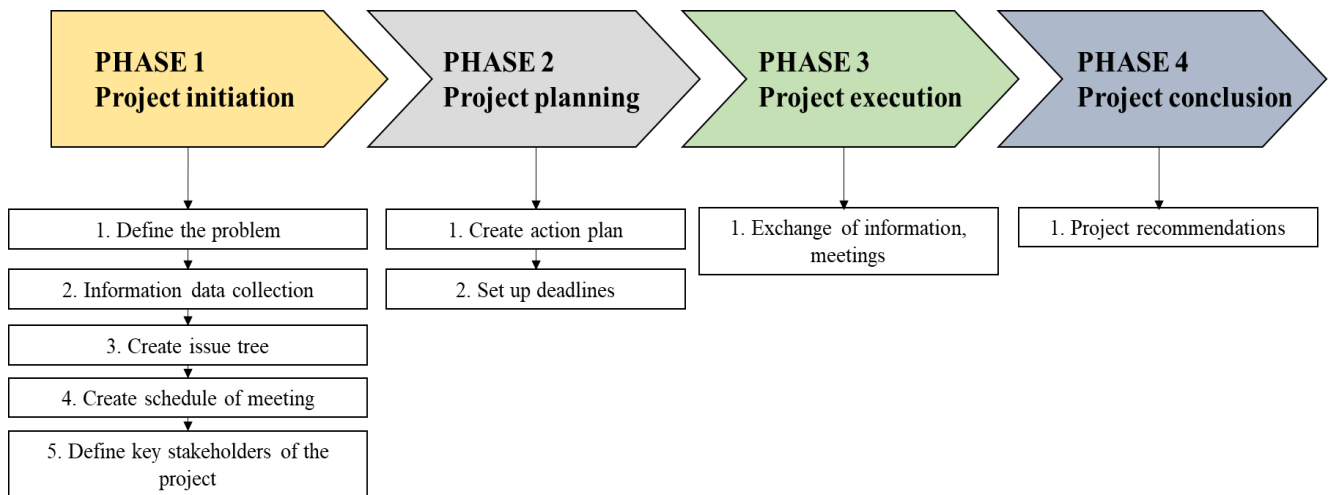 PHASE 1
Project initiation
PHASE 2
Project planning
PHASE 3
Project execution
PHASE 4
Project conclusion
1. Define the problem
2. Information data collection
3. Create issue tree
4. Create schedule of meeting
5. Define key stakeholders of the
project
1. Create action plan
2. Set up deadlines
1. Exchange of information,
meetings
1. Project recommendations